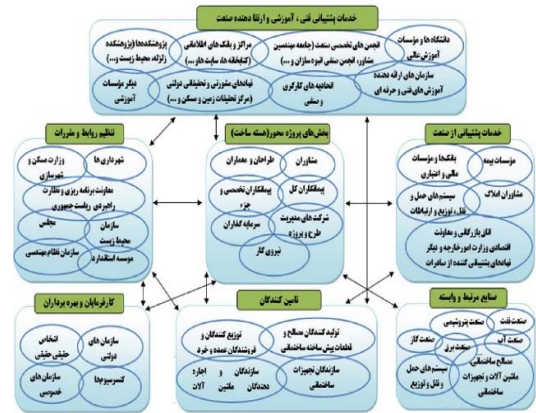 خدمات پشتیبانی فنی ، آموزشی و ارتقا دهنده صنعت
دانشگاه ها و مؤسسات
آموزش عالی
انجمن های تخصصی صنعت (جامعه مهندسین
مشاور، انجمن صنفی انبوه سازان و ...)
مراکز و بانک های اطلاعاتی
(کتابخانه ها، سایت ها و ...)
پژوهشکده‌ها (پژوهشکده
زلزله، محیط زیست و ...)
سازمان های ارائه دهنده
آموزش های فنی و حرفه ای
اتحادیه های کارگری
و صنفی
نهادهای مشورتی و تحقیقاتی دولتی
(مرکز تحقیقات زمین و مسکن و ...)
دیگر مؤسسات
آموزشی
خدمات پشتیبانی از صنعت
مؤسسات بیمه
بانک‌ها و مؤسسات
مالی و اعتباری
مشاوران املاک
سیستم های حمل و
نقل ، توزیع و ارتباطات
اتاق بازرگانی و معاونت
اقتصادی وزارت امور خارجه و دیگر
نهادهای پشتیبانی کننده از صادرات
بخش‌های پروژه محور (هسته ساخت)
مشاوران
طراحان و معماران
پیمانکاران کل
پیمانکاران تخصصی و
جزء
شرکت های مدیریت
طرح و پروژه
سرمایه گذاران
نیروی کار
تنظیم روابط و مقررات
شهرداری ها
وزارت مسکن و
شهرسازی
معاونت برنامه ریزی و نظارت
راهبردی ریاست جمهوری
سازمان
محیط زیست
مجلس
موسسه استاندارد
سازمان نظام مهندسی
صنایع مرتبط و وابسته
صنعت نفت
صنعت پتروشیمی
صنعت آب
صنعت برق
صنعت گاز
مصالح ساختمانی
ماشین آلات و تجهیزات
ساختمانی
سیستم های حمل
و نقل و توزیع
تامین کنندگان
تولید کنندگان مصالح و
قطعات پیش ساخته ساختمانی
توزیع کنندگان و
فروشندگان عمده و خرد
سازندگان تجهیزات
ساختمانی
سازندگان و اجاره
دهندگان ماشین آلات
کارفرمایان و بهره برداران
سازمان های
دولتی
اشخاص
حقیقی حقیقی
کنسرسیوم‌ها
سازمان های
خصوصی